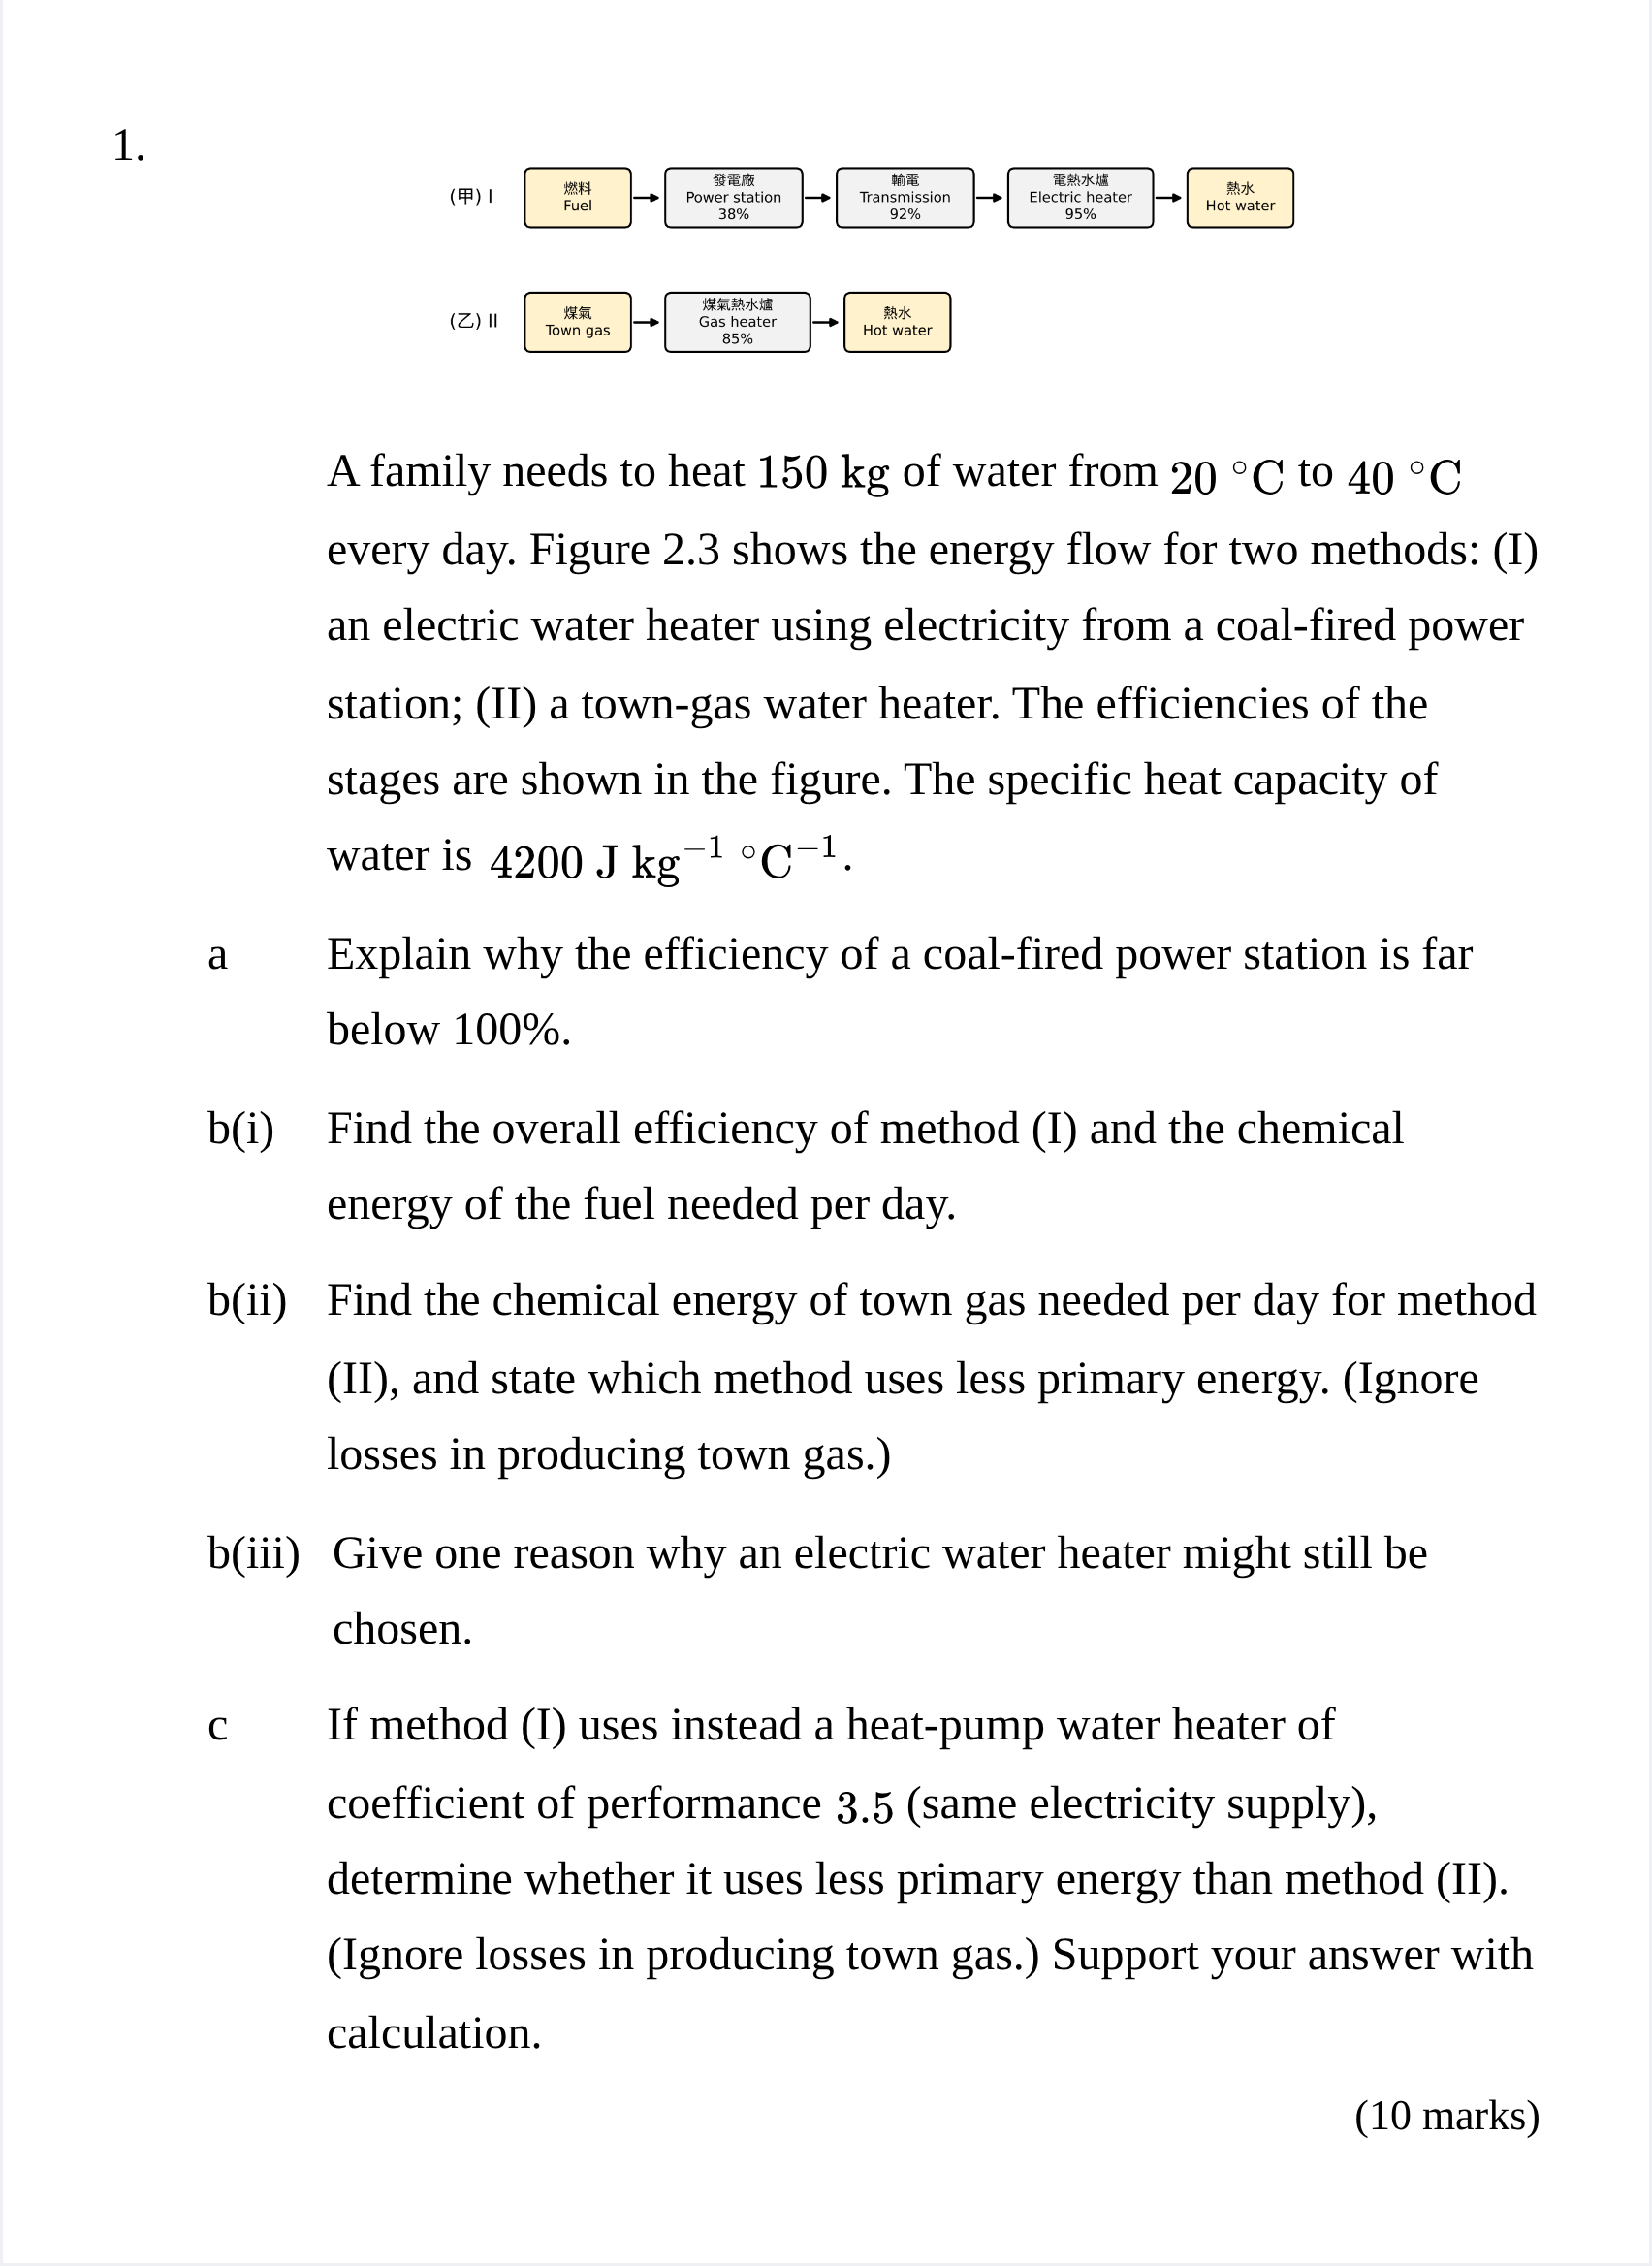 1.
(甲) I
燃料
Fuel
發電廠
Power station
38%
輸電
Transmission
92%
電熱水爐
Electric heater
95%
熱水
Hot water
(乙) II
煤氣
Town gas
煤氣熱水爐
Gas heater
85%
熱水
Hot water
A family needs to heat 150 kg of water from 20 °C to 40 °C
every day. Figure 2.3 shows the energy flow for two methods: (I)
an electric water heater using electricity from a coal-fired power
station; (II) a town-gas water heater. The efficiencies of the
stages are shown in the figure. The specific heat capacity of
water is 4200 J kg⁻¹ °C⁻¹.
a Explain why the efficiency of a coal-fired power station is far
below 100%.
b(i) Find the overall efficiency of method (I) and the chemical
energy of the fuel needed per day.
b(ii) Find the chemical energy of town gas needed per day for method
(II), and state which method uses less primary energy. (Ignore
losses in producing town gas.)
b(iii) Give one reason why an electric water heater might still be
chosen.
c If method (I) uses instead a heat-pump water heater of
coefficient of performance 3.5 (same electricity supply),
determine whether it uses less primary energy than method (II).
(Ignore losses in producing town gas.) Support your answer with
calculation.
(10 marks)